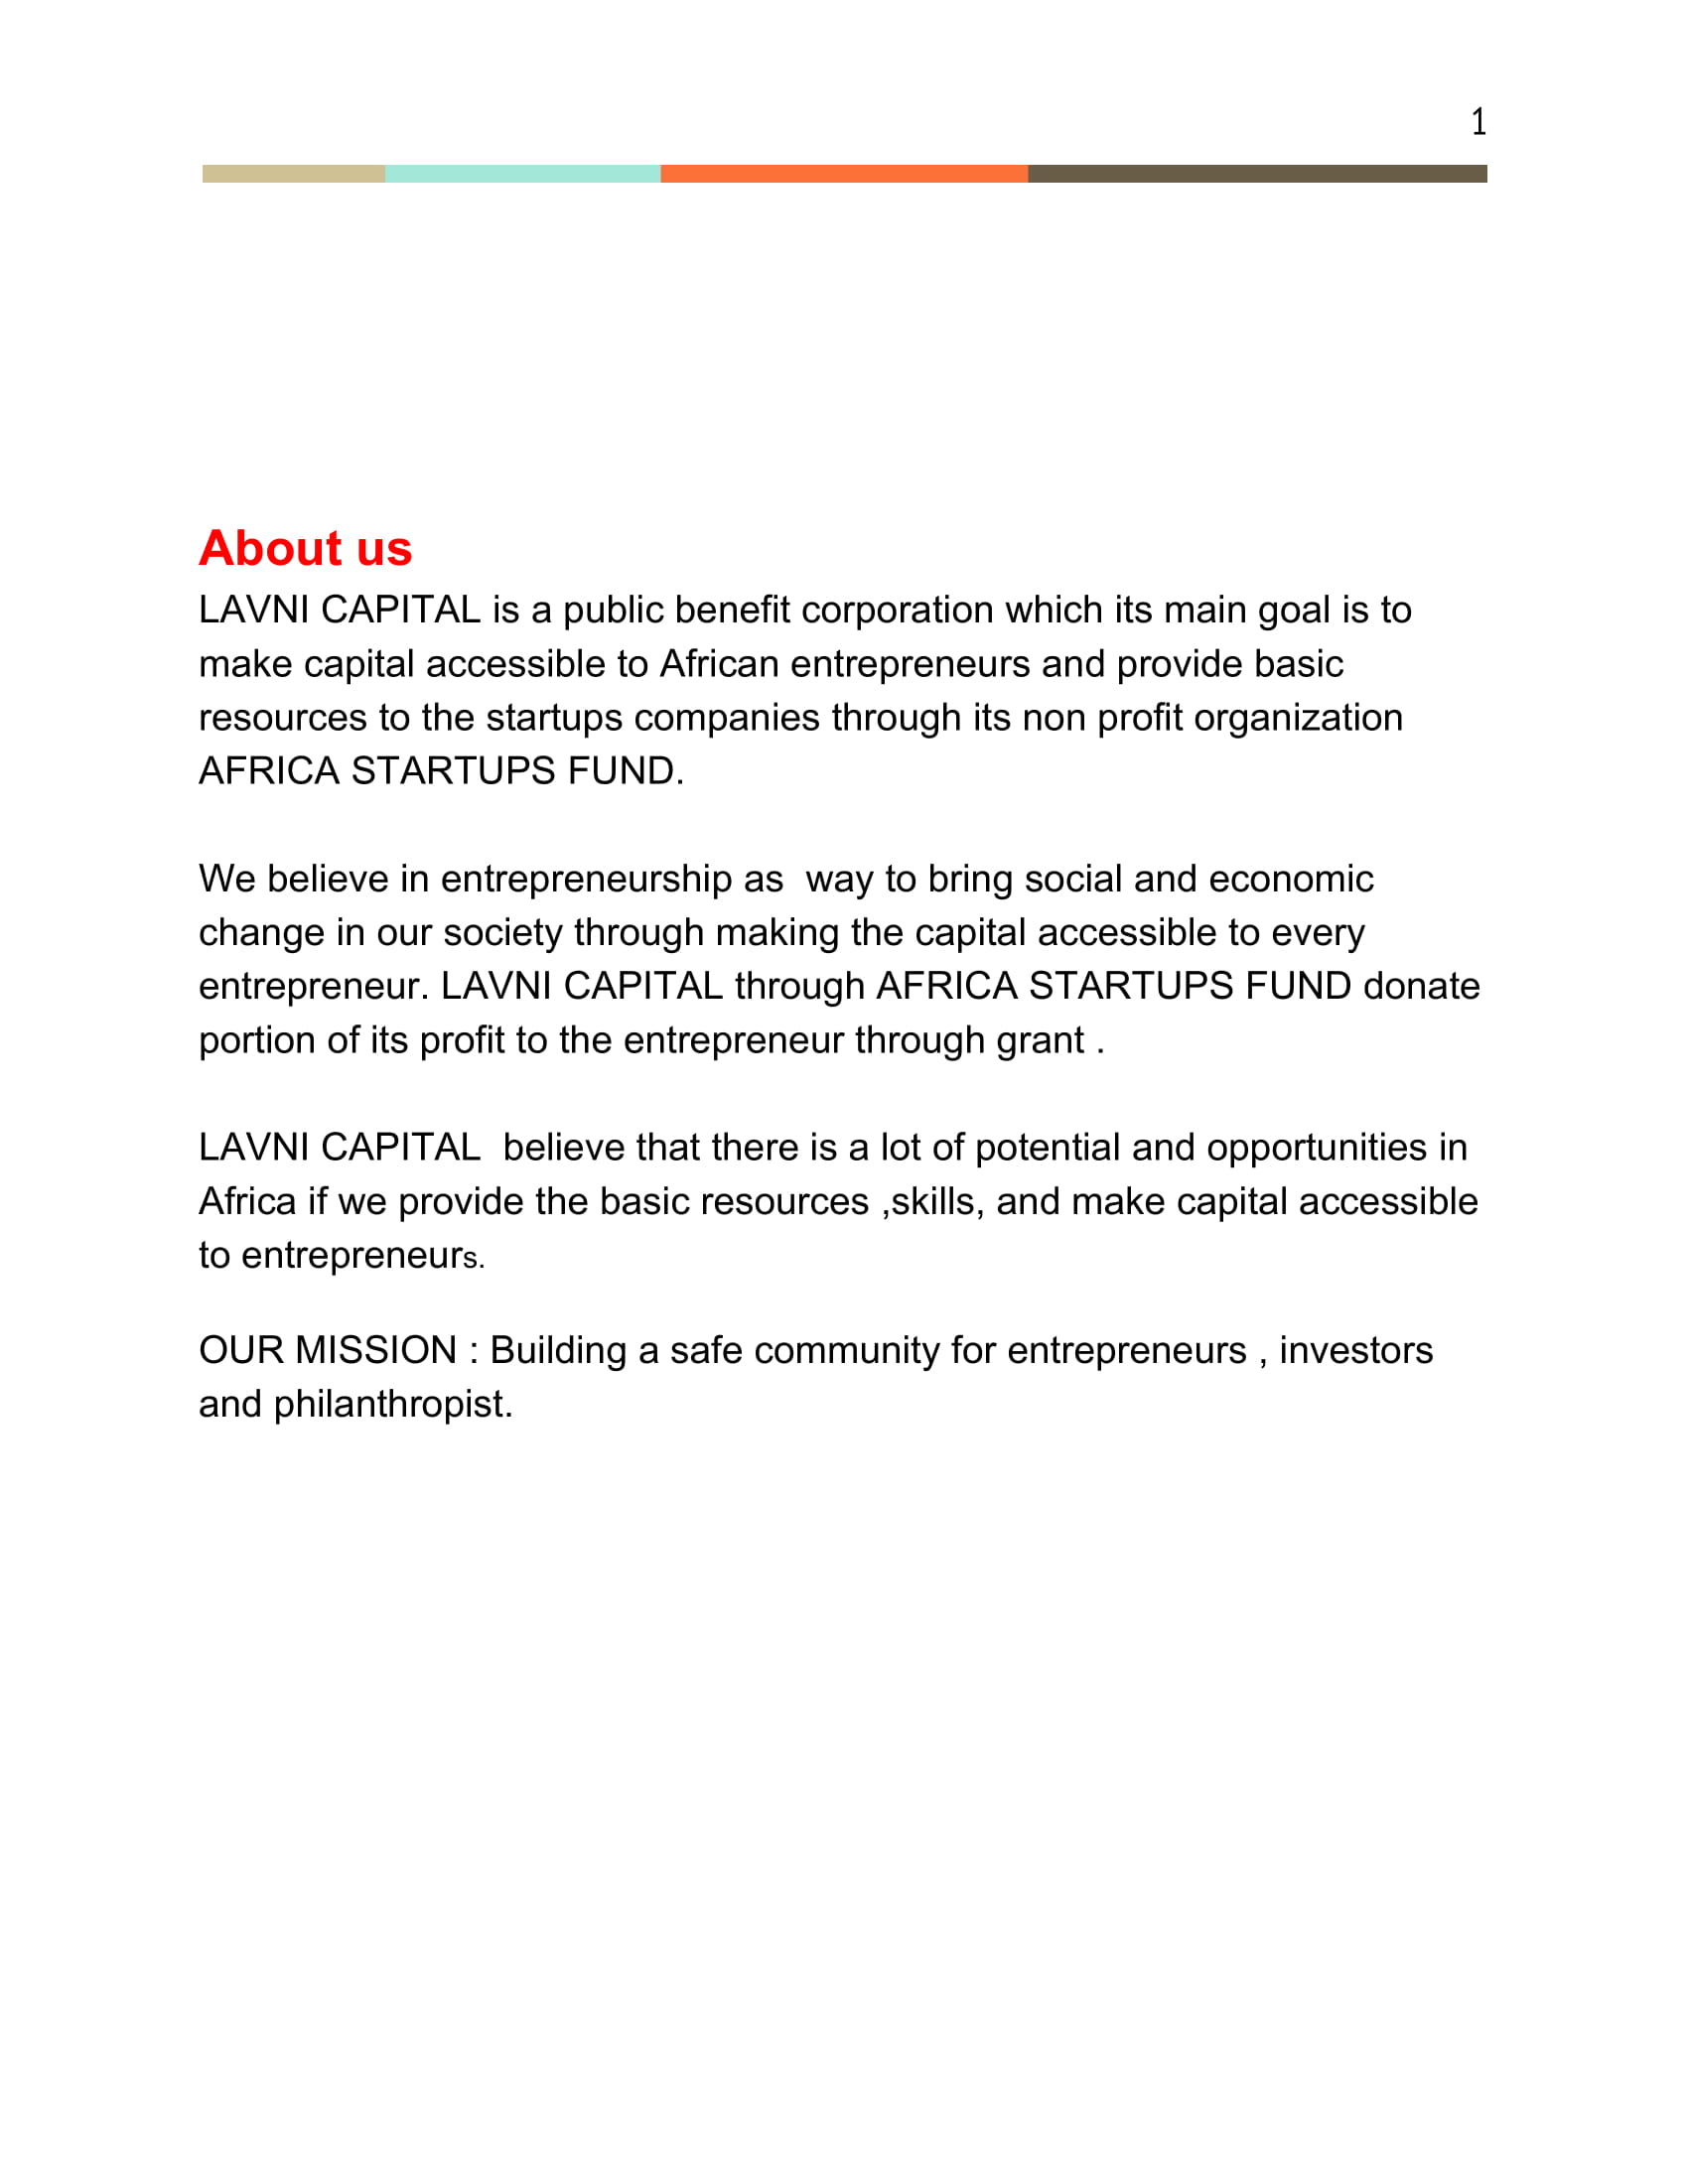 1
About us
LAVNI CAPITAL is a public benefit corporation which its main goal is to
make capital accessible to African entrepreneurs and provide basic
resources to the startups companies through its non profit organization
AFRICA STARTUPS FUND.
We believe in entrepreneurship as  way to bring social and economic
change in our society through making the capital accessible to every
entrepreneur. LAVNI CAPITAL through AFRICA STARTUPS FUND donate
portion of its profit to the entrepreneur through grant .
LAVNI CAPITAL  believe that there is a lot of potential and opportunities in
Africa if we provide the basic resources ,skills, and make capital accessible
to entrepreneurs.
OUR MISSION : Building a safe community for entrepreneurs , investors
and philanthropist.